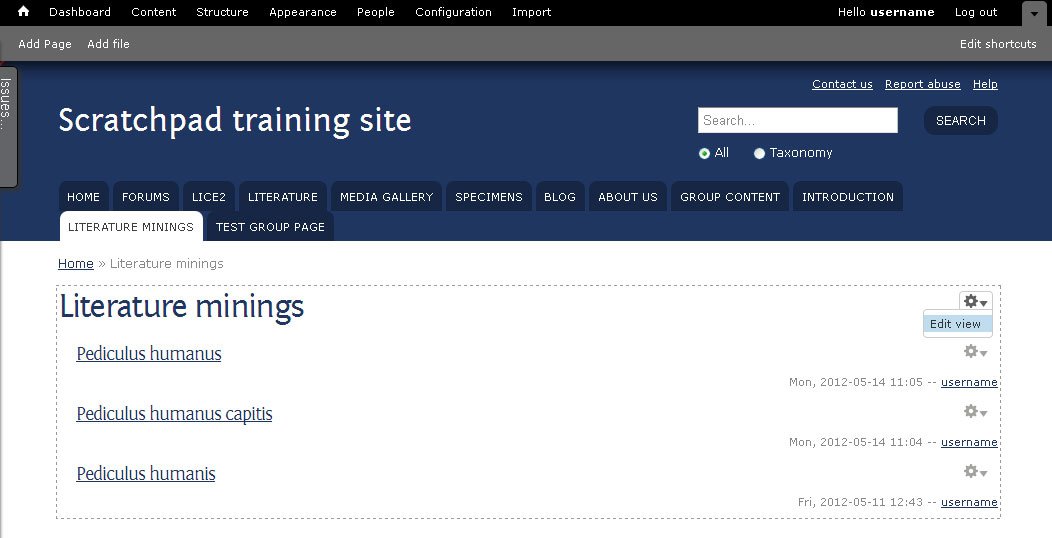 Dashboard Content Structure Appearance People Configuration Import Hello username Log out
Add Page Add file Edit shortcuts
Issues...
Contact us Report abuse Help
Scratchpad training site
Search... SEARCH
All Taxonomy
HOME FORUMS LICE2 LITERATURE MEDIA GALLERY SPECIMENS BLOG ABOUT US GROUP CONTENT INTRODUCTION
LITERATURE MININGS TEST GROUP PAGE
Home » Literature minings
Literature minings
Edit view
Pediculus humanus
Mon, 2012-05-14 11:05 -- username
Pediculus humanus capitis
Mon, 2012-05-14 11:04 -- username
Pediculus humanis
Fri, 2012-05-11 12:43 -- username